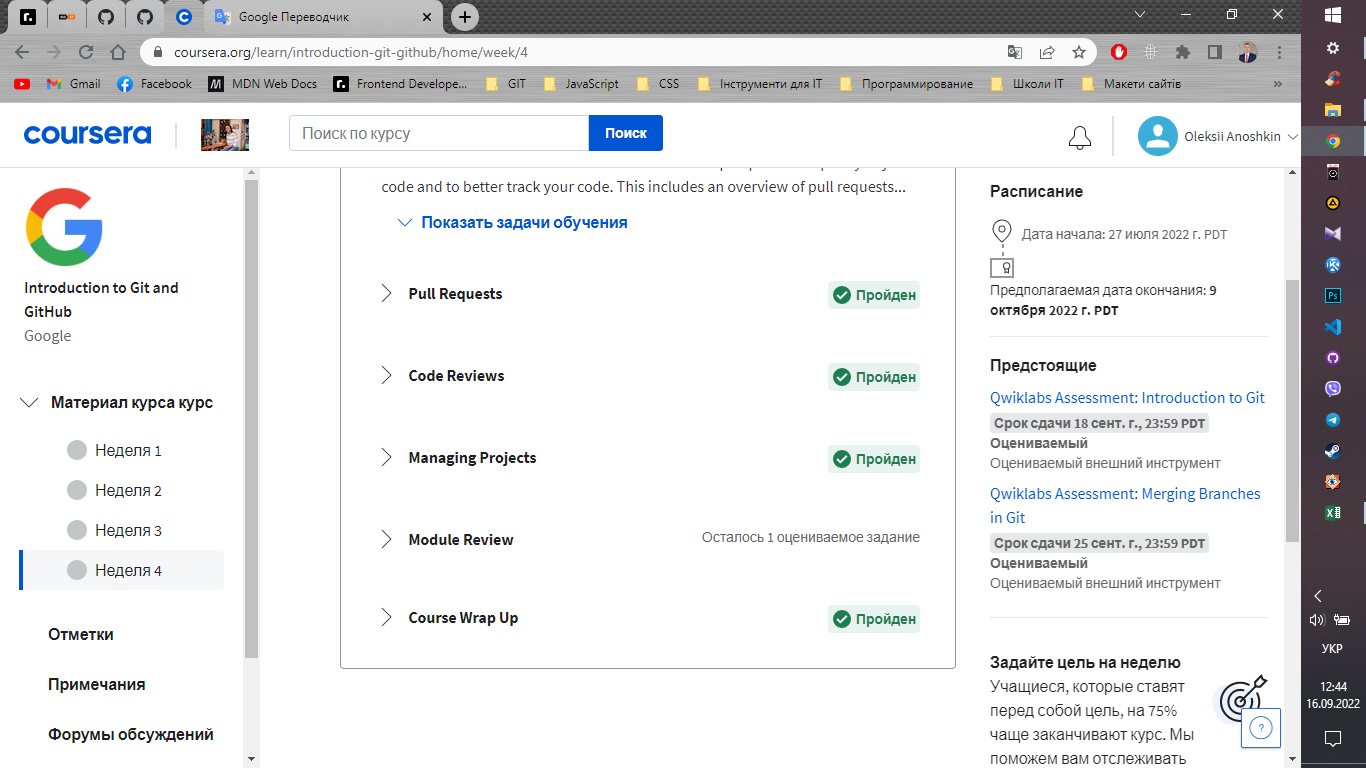 Google Переводчик
coursera.org/learn/introduction-git-github/home/week/4
Gmail
Facebook
MDN Web Docs
Frontend Develope...
GIT
JavaScript
CSS
Інструменти для ІТ
Программирование
Школи ІТ
Макети сайтів
coursera
Поиск по курсу
Поиск
Oleksii Anoshkin
Introduction to Git and
GitHub
Google
Материал курса курс
Неделя 1
Неделя 2
Неделя 3
Неделя 4
Отметки
Примечания
Форумы обсуждений
code and to better track your code. This includes an overview of pull requests...
Показать задачи обучения
Pull Requests
Пройден
Code Reviews
Пройден
Managing Projects
Пройден
Module Review
Осталось 1 оцениваемое задание
Course Wrap Up
Пройден
Расписание
Дата начала: 27 июля 2022 г. PDT
Предполагаемая дата окончания: 9
октября 2022 г. PDT
Предстоящие
Qwiklabs Assessment: Introduction to Git
Срок сдачи 18 сент. г., 23:59 PDT
Оцениваемый
Оцениваемый внешний инструмент
Qwiklabs Assessment: Merging Branches
in Git
Срок сдачи 25 сент. г., 23:59 PDT
Оцениваемый
Оцениваемый внешний инструмент
Задайте цель на неделю
Учащиеся, которые ставят
перед собой цель, на 75%
чаще заканчивают курс. Мы
поможем вам отслеживать
Ps
УКР
12:44
16.09.2022